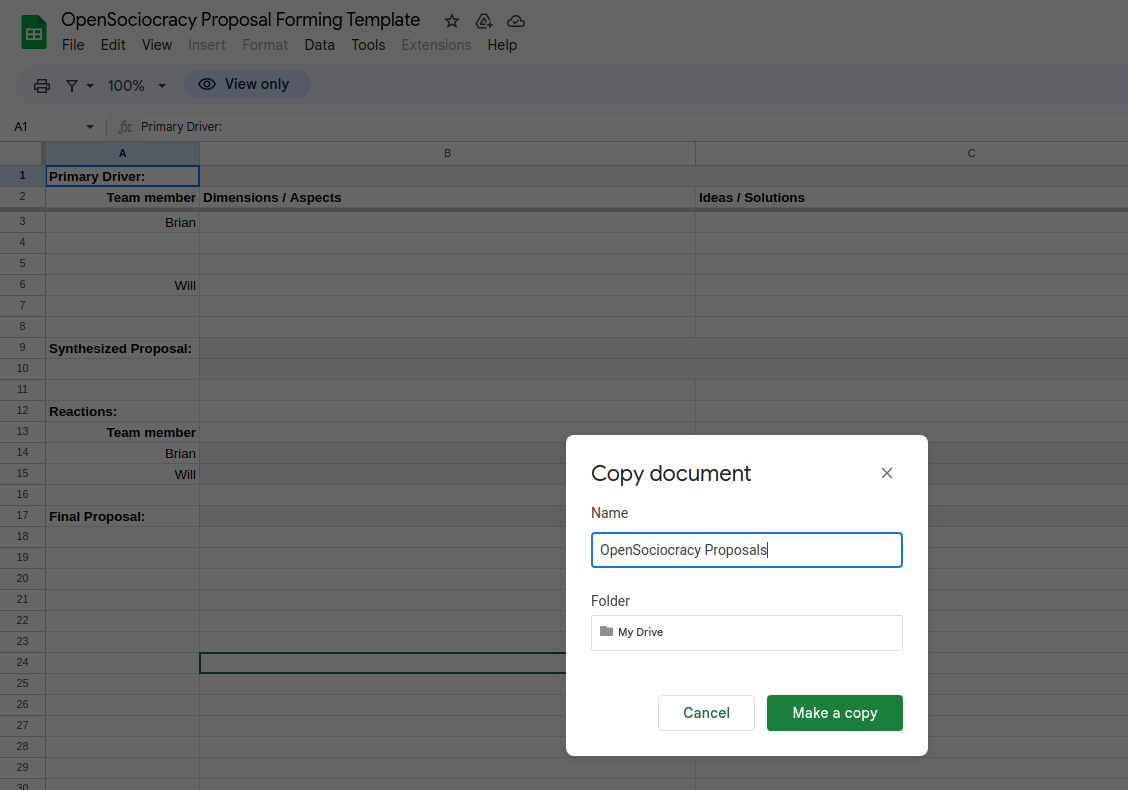 OpenSociocracy Proposal Forming Template
File Edit View Insert Format Data Tools Extensions Help
100% View only
A1 fx Primary Driver:
A B C
1 Primary Driver:
2 Team member Dimensions / Aspects Ideas / Solutions
3 Brian
4
5
6 Will
7
8
9 Synthesized Proposal:
10
11
12 Reactions:
13 Team member
14 Brian
15 Will
16
17 Final Proposal:
18
19
20
21
22
23
24
25
26
27
28
29
30
Copy document
Name
OpenSociocracy Proposals
Folder
My Drive
Cancel Make a copy